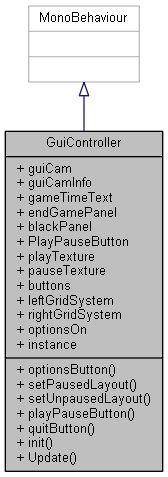 MonoBehaviour
GuiController
+ guiCam
+ guiCamInfo
+ gameTimeText
+ endGamePanel
+ blackPanel
+ PlayPauseButton
+ playTexture
+ pauseTexture
+ buttons
+ leftGridSystem
+ rightGridSystem
+ optionsOn
+ instance
+ optionsButton()
+ setPausedLayout()
+ setUnpausedLayout()
+ playPauseButton()
+ quitButton()
+ init()
+ Update()